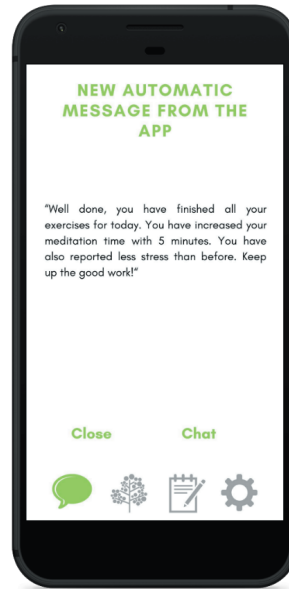 NEW AUTOMATIC
MESSAGE FROM THE
APP
“Well done, you have finished all your
exercises for today. You have increased your
meditation time with 5 minutes. You have
also reported less stress than before. Keep
up the good work!”
Close Chat